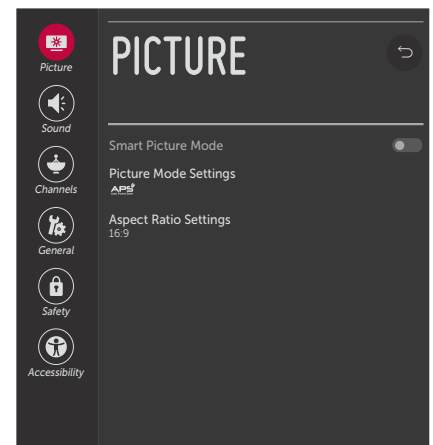 Picture
Sound
Channels
General
Safety
Accessibility
PICTURE
Smart Picture Mode
Picture Mode Settings
APS
Aspect Ratio Settings
16:9